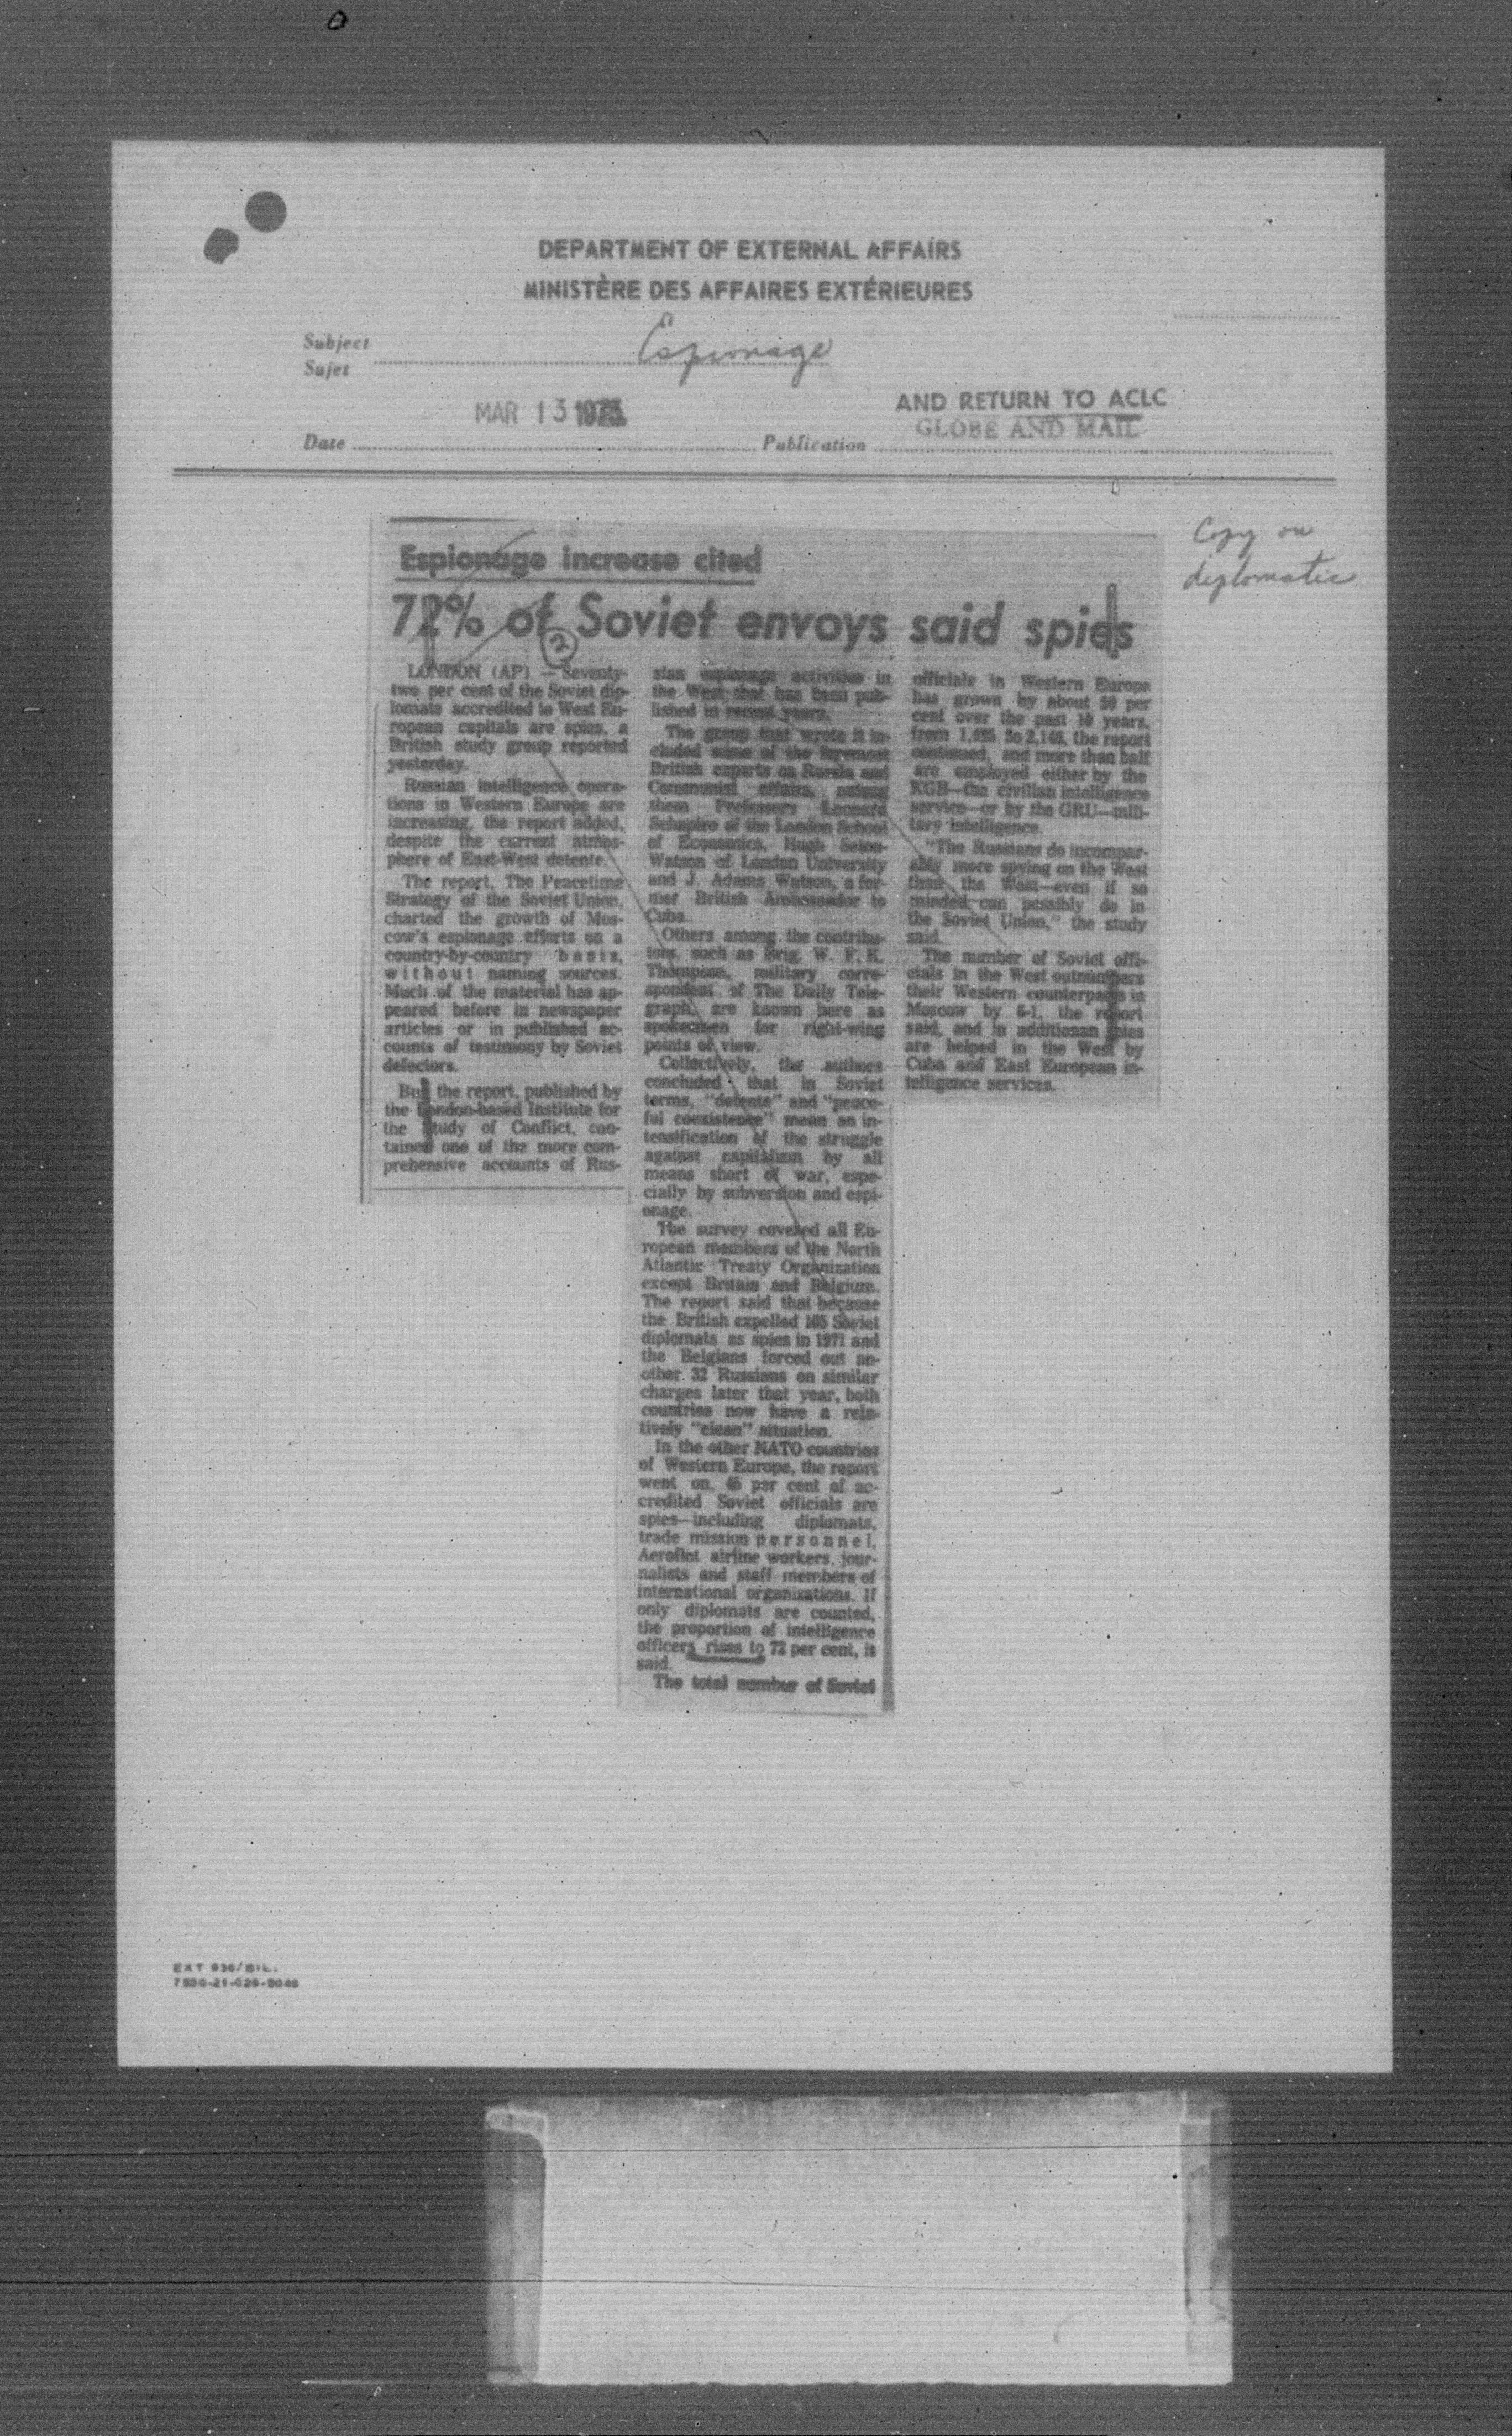 DEPARTMENT OF EXTERNAL AFFAIRS
MINISTÈRE DES AFFAIRES EXTÉRIEURES
Subject
Sujet
Espionage
MAR 13 1973
AND RETURN TO ACLC
GLOBE AND MAIL
Date
Publication
Copy on
diplomatic
Espionage increase cited
72% of Soviet envoys said spies
2
LONDON (AP) — Seventy-
two per cent of the Soviet dip-
lomats accredited to West Eu-
ropean capitals are spies, a
British study group reported
yesterday.
Russian intelligence opera-
tions in Western Europe are
increasing, the report added,
despite the current atmos-
phere of East-West detente.
The report, The Peacetime
Strategy of the Soviet Union,
charted the growth of Mos-
cow's espionage efforts on a
country-by-country basis,
without naming sources.
Much of the material has ap-
peared before in newspaper
articles or in published ac-
counts of testimony by Soviet
defectors.
But the report, published by
the London-based Institute for
the Study of Conflict, con-
tained one of the more com-
prehensive accounts of Rus-
sian espionage activities in
the West that has been pub-
lished in recent years.
The group that wrote it in-
cluded some of the foremost
British experts on Russia and
Communist affairs, among
them Professors Leonard
Schapiro of the London School
of Economics, Hugh Seton-
Watson of London University
and J. Adams Watson, a for-
mer British Ambassador to
Cuba.
Others among the contribu-
tors, such as Brig. W. F. K.
Thompson, military corre-
spondent of The Daily Tele-
graph, are known here as
spokesmen for right-wing
points of view.
Collectively, the authors
concluded that in Soviet
terms, "detente" and "peace-
ful coexistence" mean an in-
tensification of the struggle
against capitalism by all
means short of war, espe-
cially by subversion and espi-
onage.
The survey covered all Eu-
ropean members of the North
Atlantic Treaty Organization
except Britain and Belgium.
The report said that because
the British expelled 105 Soviet
diplomats as spies in 1971 and
the Belgians forced out an-
other 32 Russians on similar
charges later that year, both
countries now have a rela-
tively "clean" situation.
In the other NATO countries
of Western Europe, the report
went on, per cent of ac-
credited Soviet officials are
spies—including diplomats,
trade mission personnel,
Aeroflot airline workers, jour-
nalists and staff members of
international organizations. If
only diplomats are counted,
the proportion of intelligence
officers rises to 72 per cent, it
said.
The total number of Soviet
officials in Western Europe
has grown by about 50 per
cent over the past 10 years,
from to 2,146, the report
continued, and more than half
are employed either by the
KGB—the civilian intelligence
service—or by the GRU—mili-
tary intelligence.
"The Russians do incompar-
ably more spying on the West
than the West—even if so
minded—can possibly do in
the Soviet Union," the study
said.
The number of Soviet offi-
cials in the West outnumbers
their Western counterparts in
Moscow by 6-1, the report
said, and in additionan spies
are helped in the West by
Cuba and East European in-
telligence services.
EXT 936/BIL.
7530-21-029-5046